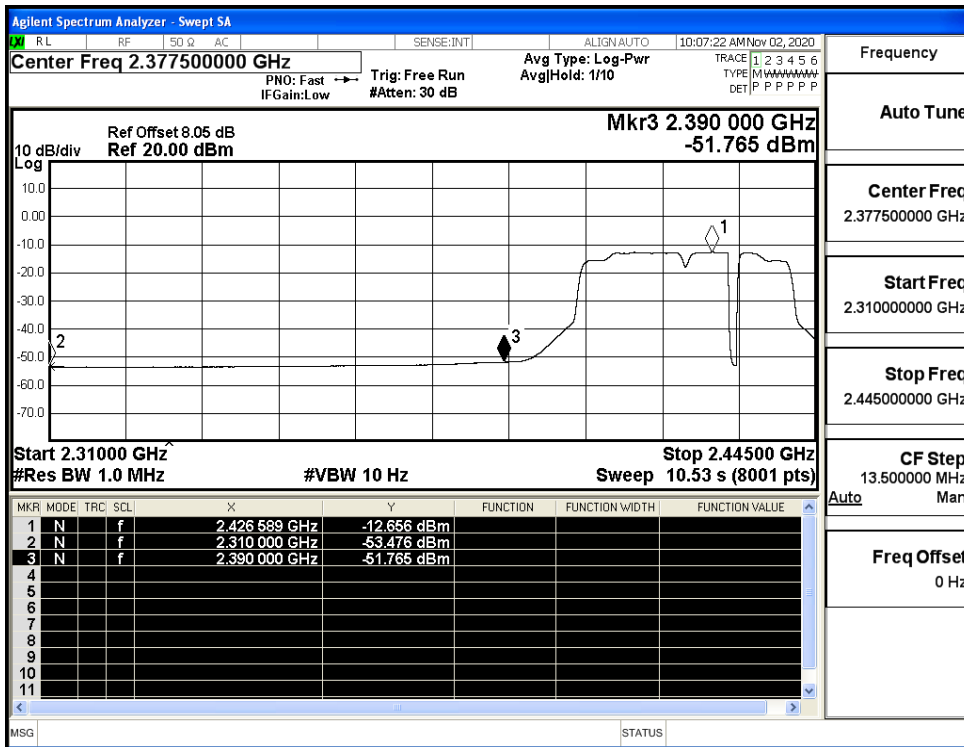 Agilent Spectrum Analyzer - Swept SA
LXI RL RF 50 Ω AC SENSE:INT ALIGNAUTO 10:07:22 AM Nov 02, 2020
Center Freq 2.377500000 GHz
PNO: Fast
IFGain:Low
Trig: Free Run
#Atten: 30 dB
Avg Type: Log-Pwr
Avg|Hold: 1/10
TRACE 1 2 3 4 5 6
TYPE M WWWWW
DET P P P P P P
Ref Offset 8.05 dB
10 dB/div Ref 20.00 dBm
Log
Mkr3 2.390 000 GHz
-51.765 dBm
10.0
0.00
-10.0
-20.0
-30.0
-40.0
-50.0
-60.0
-70.0
1
2
3
Start 2.31000 GHz^ Stop 2.44500 GHz
#Res BW 1.0 MHz #VBW 10 Hz Sweep 10.53 s (8001 pts)
MKR MODE TRC SCL X Y FUNCTION FUNCTION WIDTH FUNCTION VALUE
1 N f 2.426 589 GHz -12.656 dBm
2 N f 2.310 000 GHz -53.476 dBm
3 N f 2.390 000 GHz -51.765 dBm
4
5
6
7
8
9
10
11
MSG STATUS
Frequency
Auto Tune
Center Freq
2.377500000 GHz
Start Freq
2.310000000 GHz
Stop Freq
2.445000000 GHz
CF Step
13.500000 MHz
Auto Man
Freq Offset
0 Hz